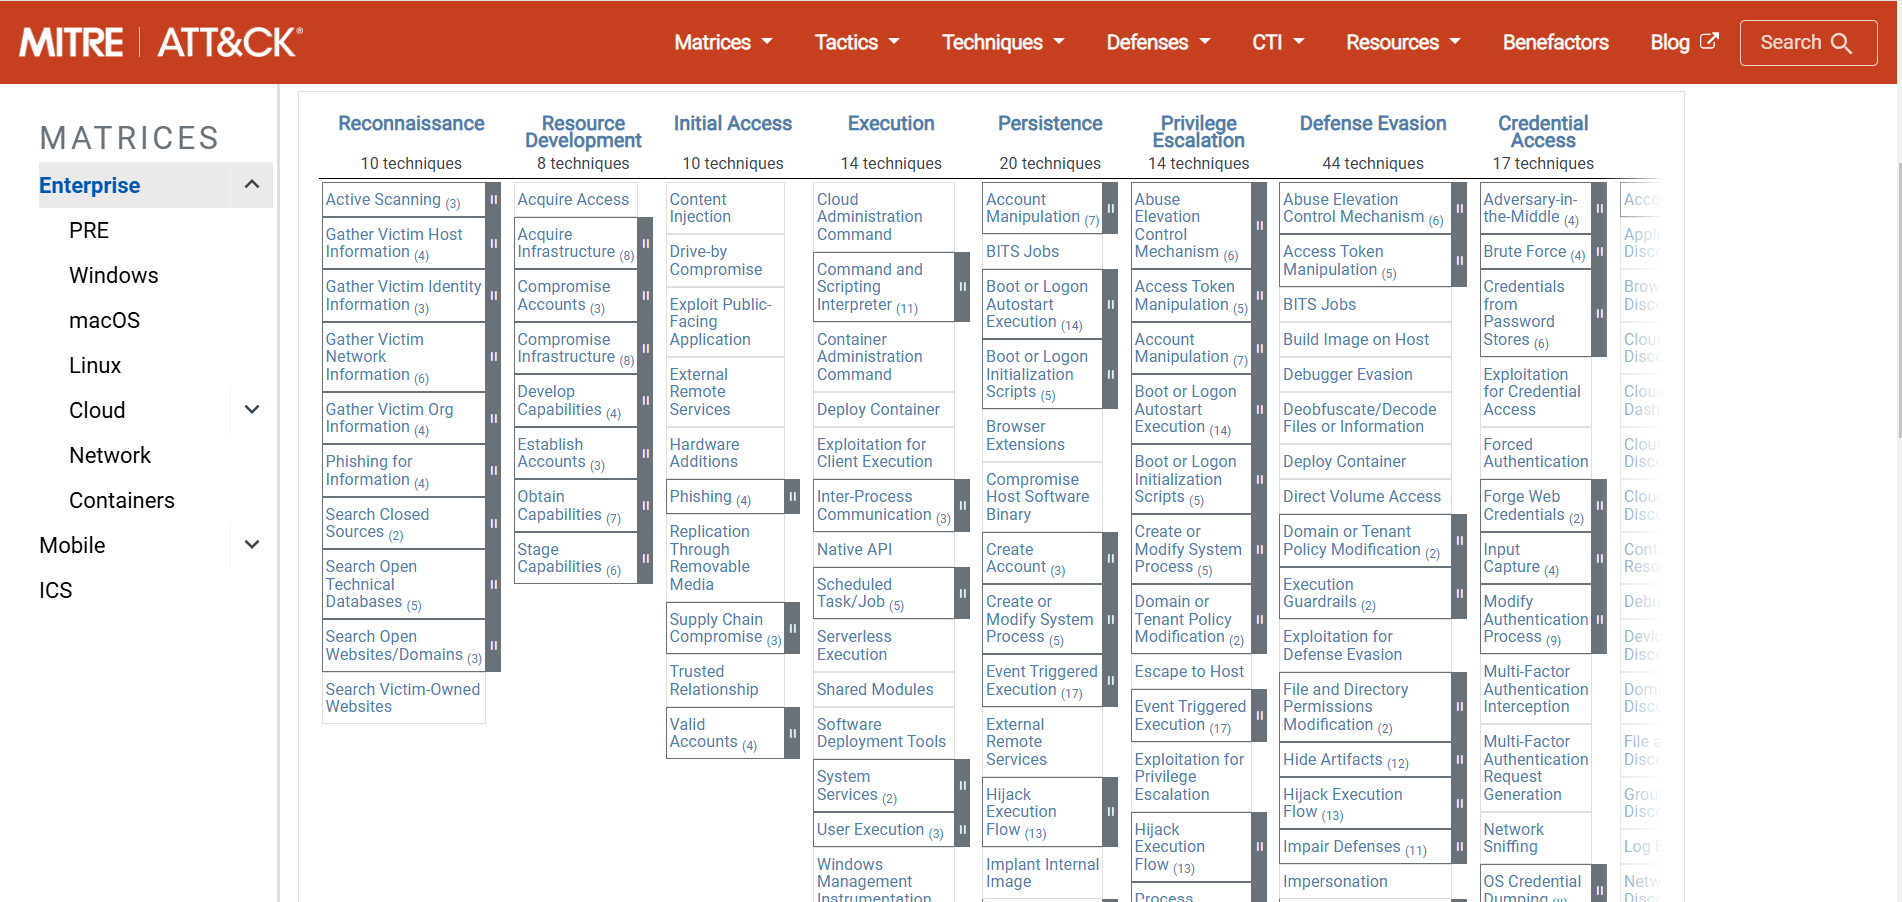 MITRE | ATT&CK®
Matrices
Tactics
Techniques
Defenses
CTI
Resources
Benefactors
Blog
Search
MATRICES
Enterprise
PRE
Windows
macOS
Linux
Cloud
Network
Containers
Mobile
ICS
Reconnaissance
10 techniques
Active Scanning (3)
Gather Victim Host
Information (4)
Gather Victim Identity
Information (3)
Gather Victim
Network
Information (6)
Gather Victim Org
Information (4)
Phishing for
Information (4)
Search Closed
Sources (2)
Search Open
Technical
Databases (5)
Search Open
Websites/Domains (3)
Search Victim-Owned
Websites
Resource
Development
8 techniques
Acquire Access
Acquire
Infrastructure (8)
Compromise
Accounts (3)
Compromise
Infrastructure (8)
Develop
Capabilities (4)
Establish
Accounts (3)
Obtain
Capabilities (7)
Stage
Capabilities (6)
Initial Access
10 techniques
Content
Injection
Drive-by
Compromise
Exploit Public-
Facing
Application
External
Remote
Services
Hardware
Additions
Phishing (4)
Replication
Through
Removable
Media
Supply Chain
Compromise (3)
Trusted
Relationship
Valid
Accounts (4)
Execution
14 techniques
Cloud
Administration
Command
Command and
Scripting
Interpreter (11)
Container
Administration
Command
Deploy Container
Exploitation for
Client Execution
Inter-Process
Communication (3)
Native API
Scheduled
Task/Job (5)
Serverless
Execution
Shared Modules
Software
Deployment Tools
System
Services (2)
User Execution (3)
Windows
Management
Instrumentation
Persistence
20 techniques
Account
Manipulation (7)
BITS Jobs
Boot or Logon
Autostart
Execution (14)
Boot or Logon
Initialization
Scripts (5)
Browser
Extensions
Compromise
Host Software
Binary
Create
Account (3)
Create or
Modify System
Process (5)
Event Triggered
Execution (17)
External
Remote
Services
Hijack
Execution
Flow (13)
Implant Internal
Image
Privilege
Escalation
14 techniques
Abuse
Elevation
Control
Mechanism (6)
Access Token
Manipulation (5)
Account
Manipulation (7)
Boot or Logon
Autostart
Execution (14)
Boot or Logon
Initialization
Scripts (5)
Create or
Modify System
Process (5)
Domain or
Tenant Policy
Modification (2)
Escape to Host
Event Triggered
Execution (17)
Exploitation for
Privilege
Escalation
Hijack
Execution
Flow (13)
Process
Defense Evasion
44 techniques
Abuse Elevation
Control Mechanism (6)
Access Token
Manipulation (5)
BITS Jobs
Build Image on Host
Debugger Evasion
Deobfuscate/Decode
Files or Information
Deploy Container
Direct Volume Access
Domain or Tenant
Policy Modification (2)
Execution
Guardrails (2)
Exploitation for
Defense Evasion
File and Directory
Permissions
Modification (2)
Hide Artifacts (12)
Hijack Execution
Flow (13)
Impair Defenses (11)
Impersonation
Credential
Access
17 techniques
Adversary-in-
the-Middle (4)
Brute Force (4)
Credentials
from
Password
Stores (6)
Exploitation
for Credential
Access
Forced
Authentication
Forge Web
Credentials (2)
Input
Capture (4)
Modify
Authentication
Process (9)
Multi-Factor
Authentication
Interception
Multi-Factor
Authentication
Request
Generation
Network
Sniffing
OS Credential
Dumping (8)